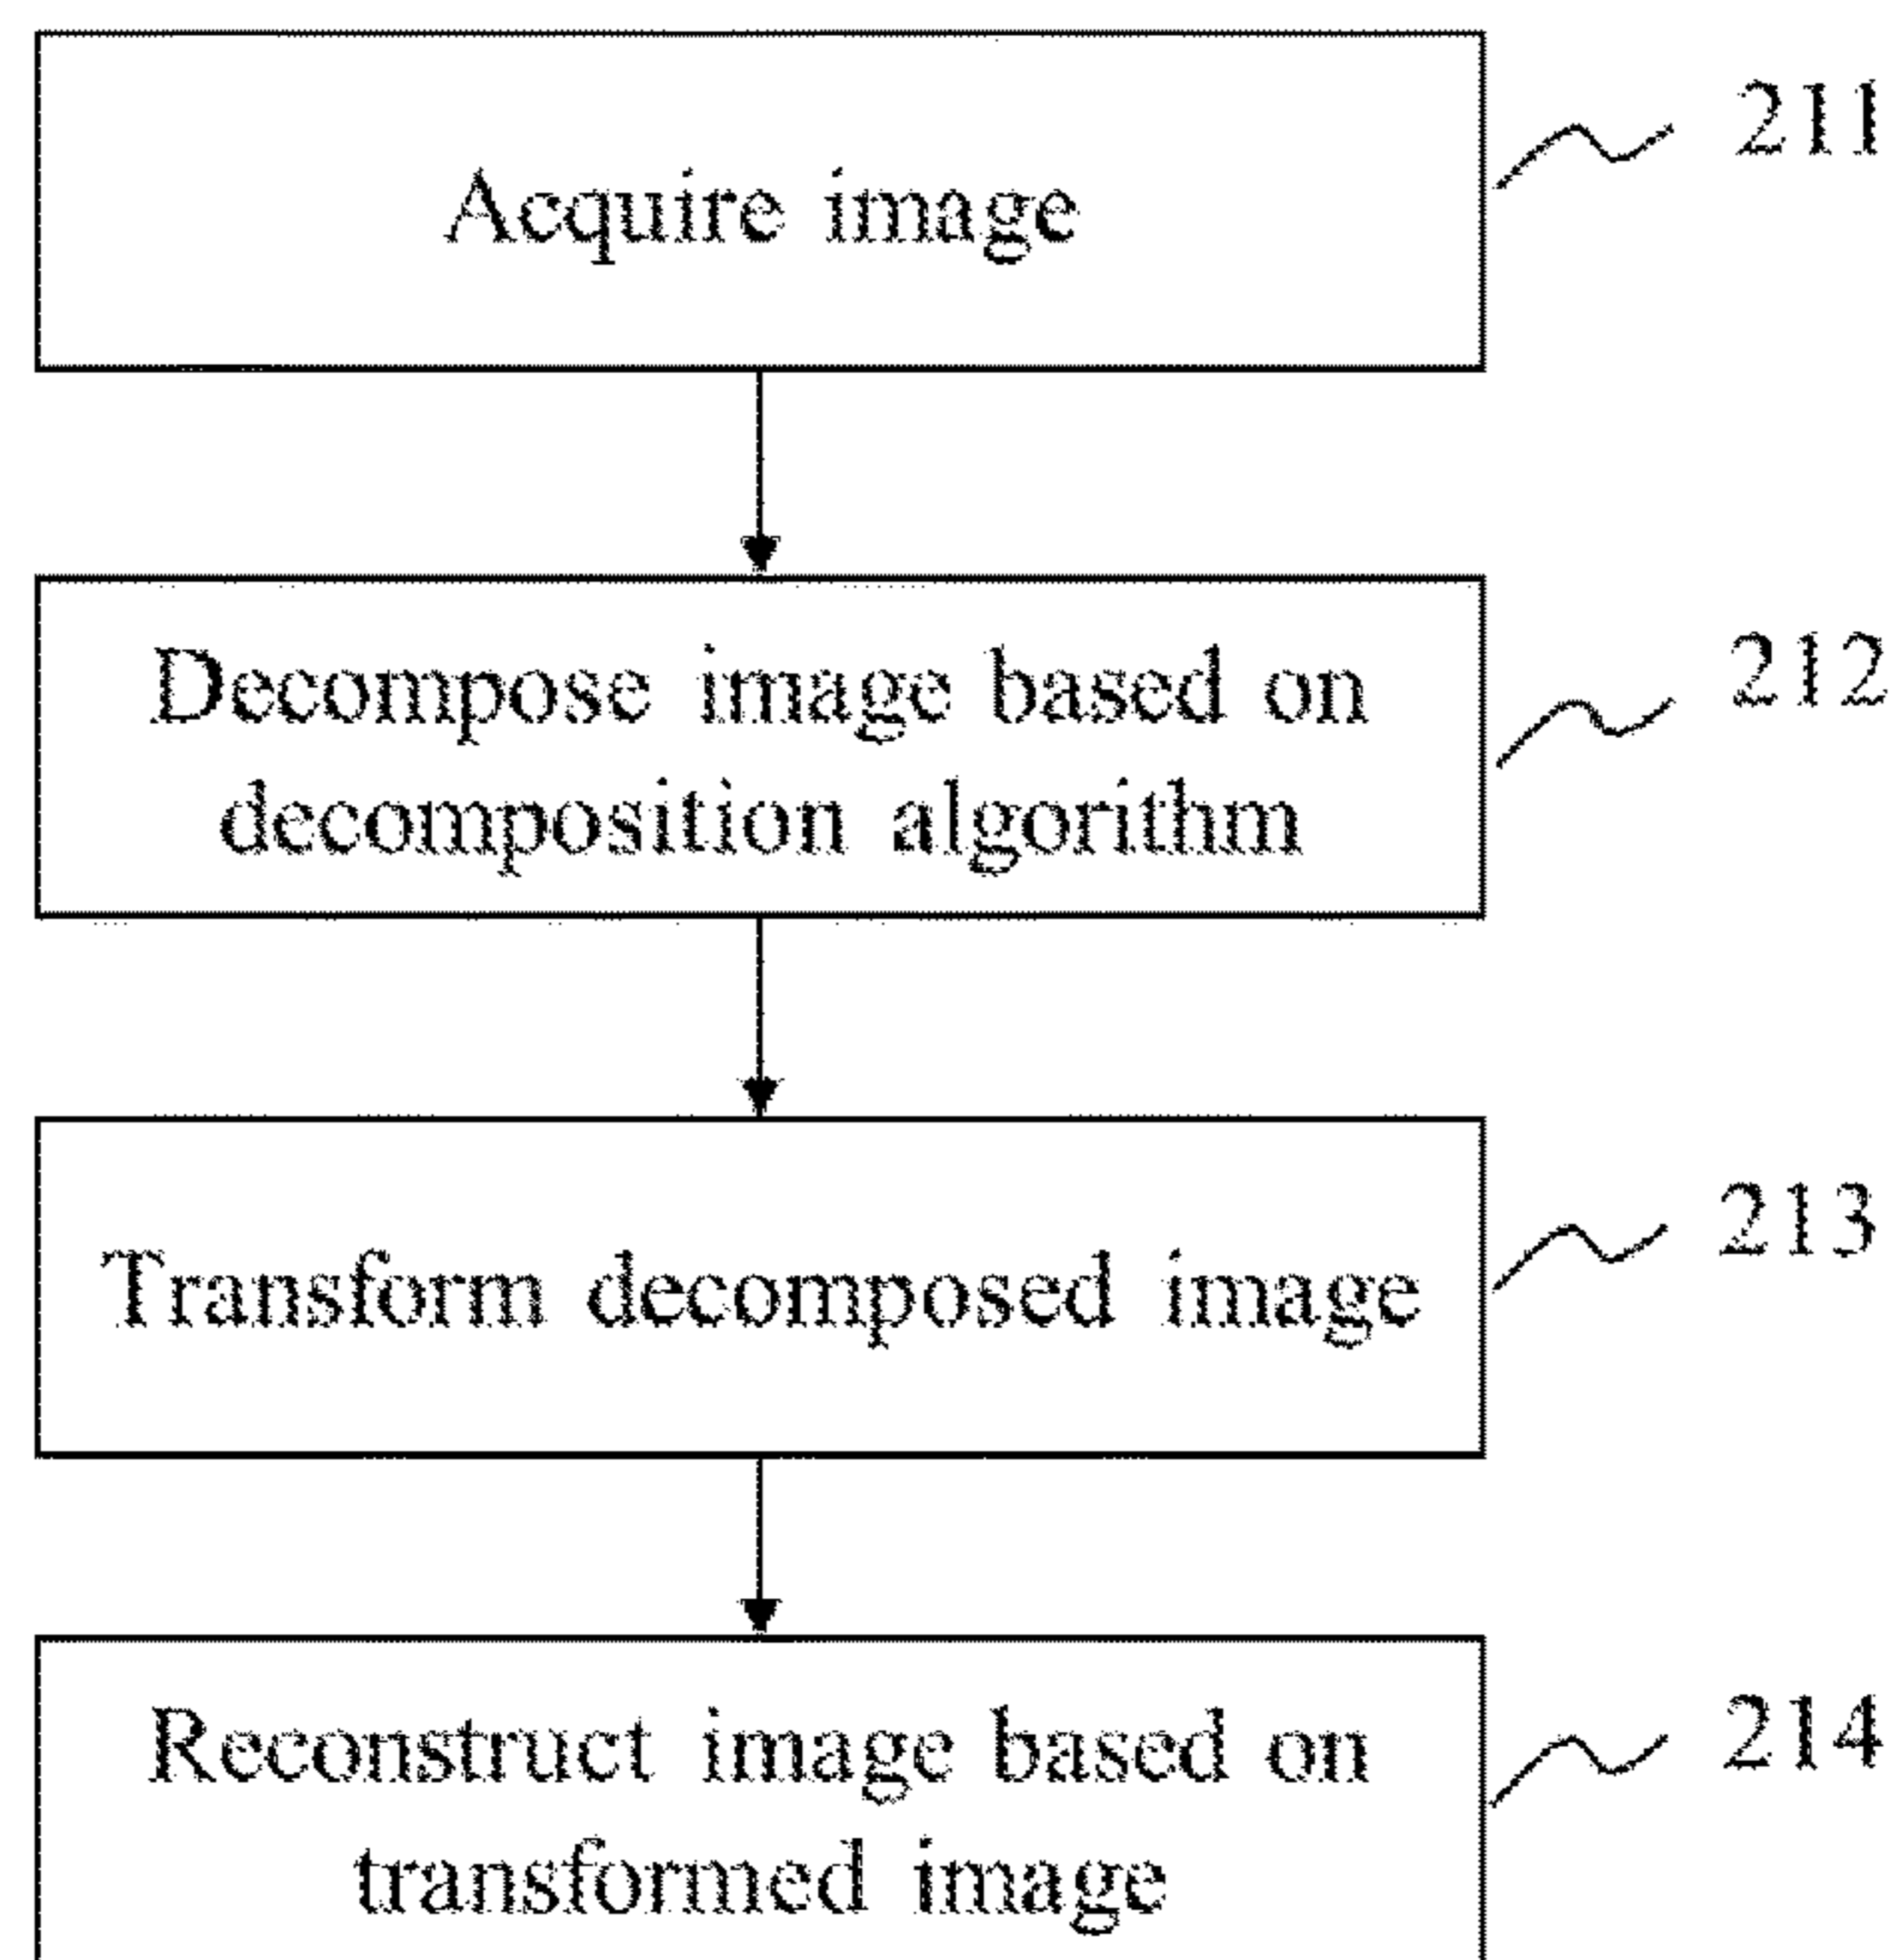 Acquire image
211
Decompose image based on
decomposition algorithm
212
Transform decomposed image
213
Reconstruct image based on
transformed image
214